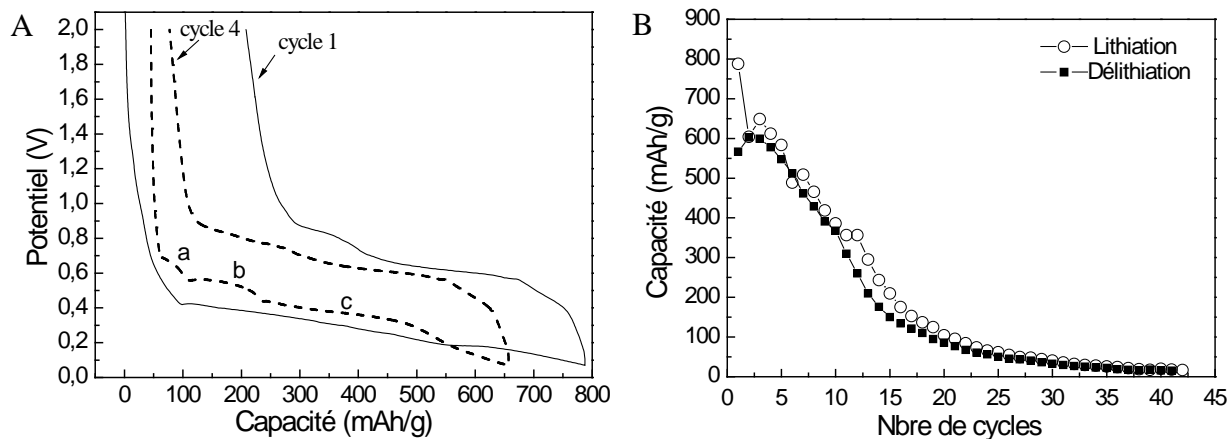 A
cycle 4
cycle 1
2,0
1,8
1,6
1,4
1,2
1,0
0,8
0,6
0,4
0,2
0,0
Potentiel (V)
a
b
c
0 100 200 300 400 500 600 700 800
Capacité (mAh/g)
B
Lithiation
Délithiation
900
800
700
600
500
400
300
200
100
0
Capacité (mAh/g)
0 5 10 15 20 25 30 35 40 45
Nbre de cycles